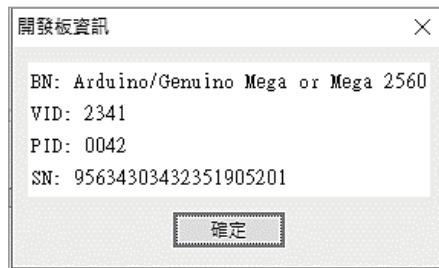 開發板資訊
BN: Arduino/Genuino Mega or Mega 2560
VID: 2341
PID: 0042
SN: 95634303432351905201
確定